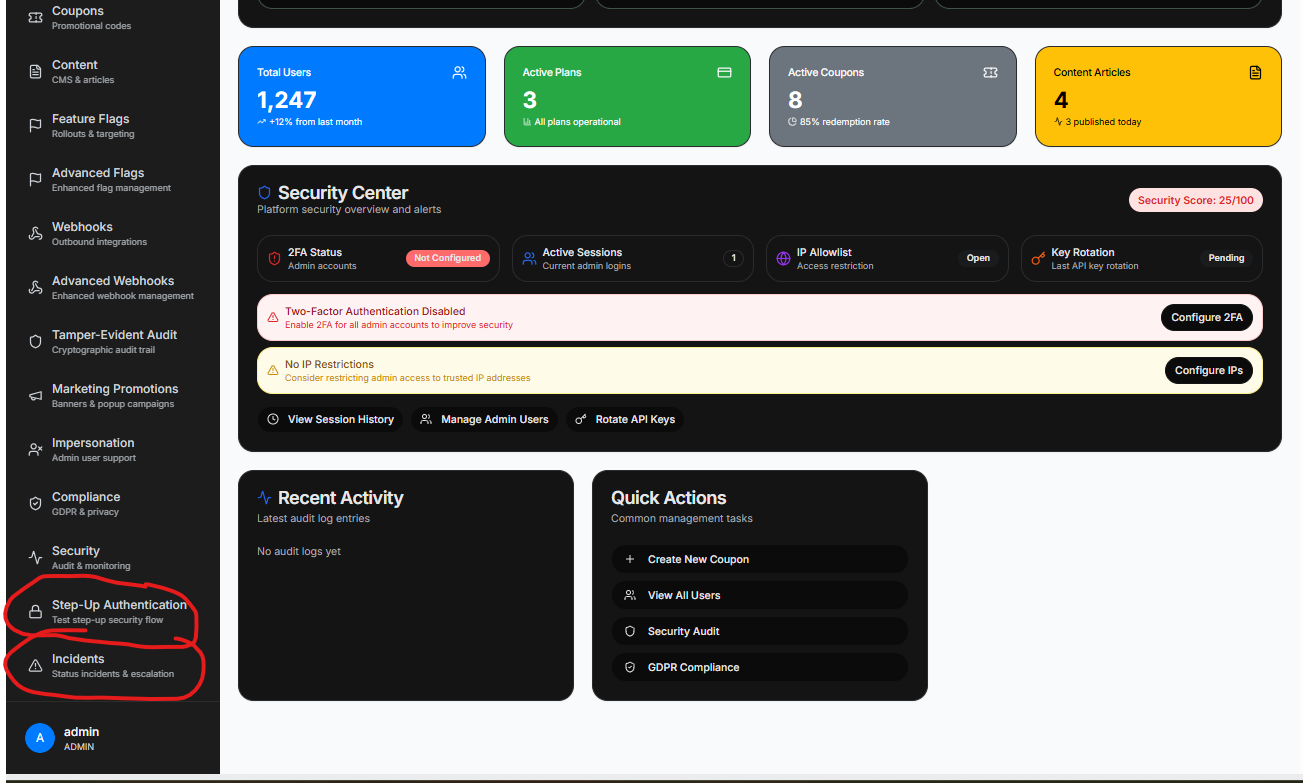 Coupons
Promotional codes
Content
CMS & articles
Feature Flags
Rollouts & targeting
Advanced Flags
Enhanced flag management
Webhooks
Outbound integrations
Advanced Webhooks
Enhanced webhook management
Tamper-Evident Audit
Cryptographic audit trail
Marketing Promotions
Banners & popup campaigns
Impersonation
Admin user support
Compliance
GDPR & privacy
Security
Audit & monitoring
Step-Up Authentication
Test step-up security flow
Incidents
Status incidents & escalation
A
admin
ADMIN
Total Users
1,247
+12% from last month
Active Plans
3
All plans operational
Active Coupons
8
85% redemption rate
Content Articles
4
3 published today
Security Center
Platform security overview and alerts
Security Score: 25/100
2FA Status
Admin accounts
Not Configured
Active Sessions
Current admin logins
1
IP Allowlist
Access restriction
Open
Key Rotation
Last API key rotation
Pending
Two-Factor Authentication Disabled
Enable 2FA for all admin accounts to improve security
Configure 2FA
No IP Restrictions
Consider restricting admin access to trusted IP addresses
Configure IPs
View Session History
Manage Admin Users
Rotate API Keys
Recent Activity
Latest audit log entries
No audit logs yet
Quick Actions
Common management tasks
Create New Coupon
View All Users
Security Audit
GDPR Compliance